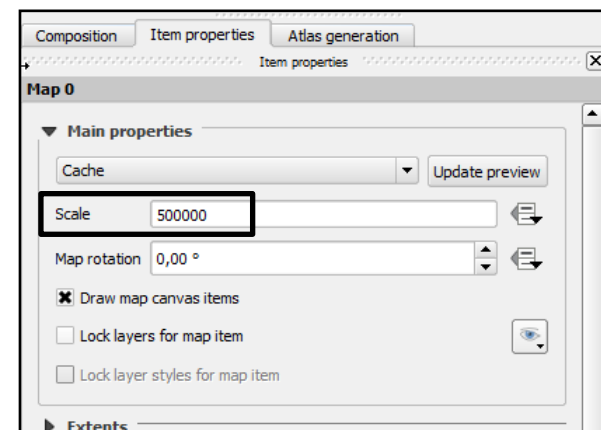 Composition Item properties Atlas generation
Item properties
Map 0
Main properties
Cache Update preview
Scale 500000
Map rotation 0,00 °
Draw map canvas items
Lock layers for map item
Lock layer styles for map item
Extents